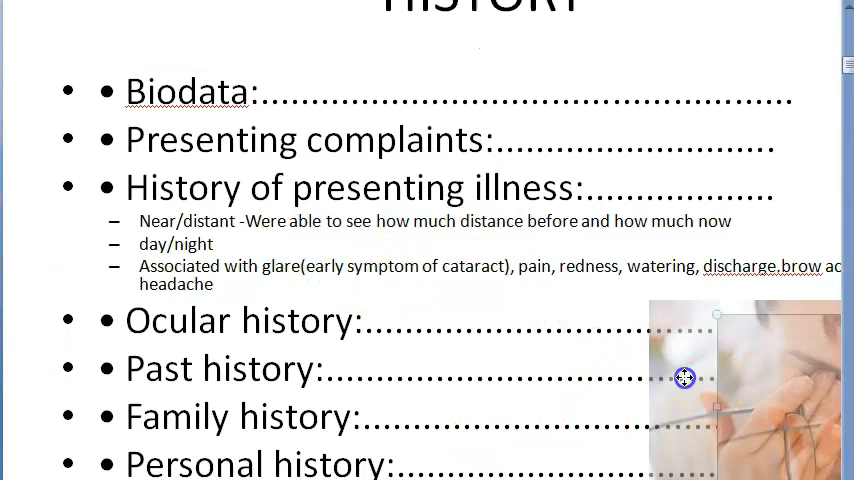 HISTORY
• • Biodata:.....................................................
• • Presenting complaints:............................
• • History of presenting illness:...................
– Near/distant -Were able to see how much distance before and how much now
– day/night
– Associated with glare(early symptom of cataract), pain, redness, watering, discharge.brow
headache
• • Ocular history:...................................
• • Past history:.......................................
• • Family history:...................................
• • Personal history:................................